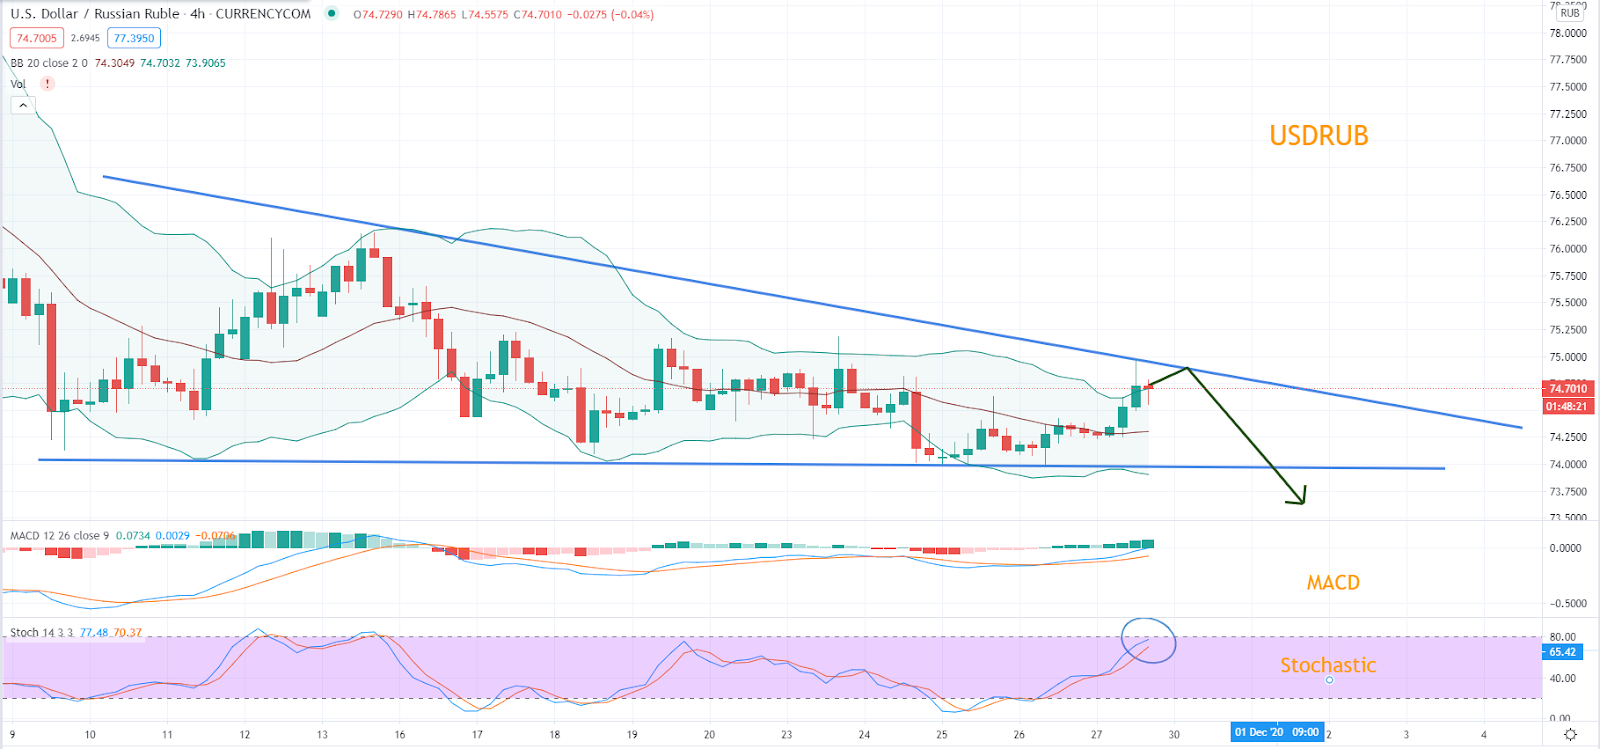 U.S. Dollar / Russian Ruble · 4h · CURRENCYCOM O74.7290 H74.7865 L74.5575 C74.7010 −0.0275 (−0.04%)
RUB
74.7005 2.6945 77.3950
78.0000
BB 20 close 2 0 74.3049 74.7032 73.9065
77.7500
Vol !
77.5000
77.2500
USDRUB
77.0000
76.7500
76.5000
76.2500
76.0000
75.7500
75.5000
75.2500
75.0000
74.7010
01:48:21
74.2500
74.0000
73.7500
73.5000
MACD 12 26 close 9 0.0734 0.0029 −0.0706
0.0000
MACD
−0.5000
Stoch 14 3 3 77.48 70.37
80.00
65.42
Stochastic
40.00
0.00
9 10 11 12 13 16 17 18 19 20 23 24 25 26 27 30 01 Dec '20 09:00 2 3 4